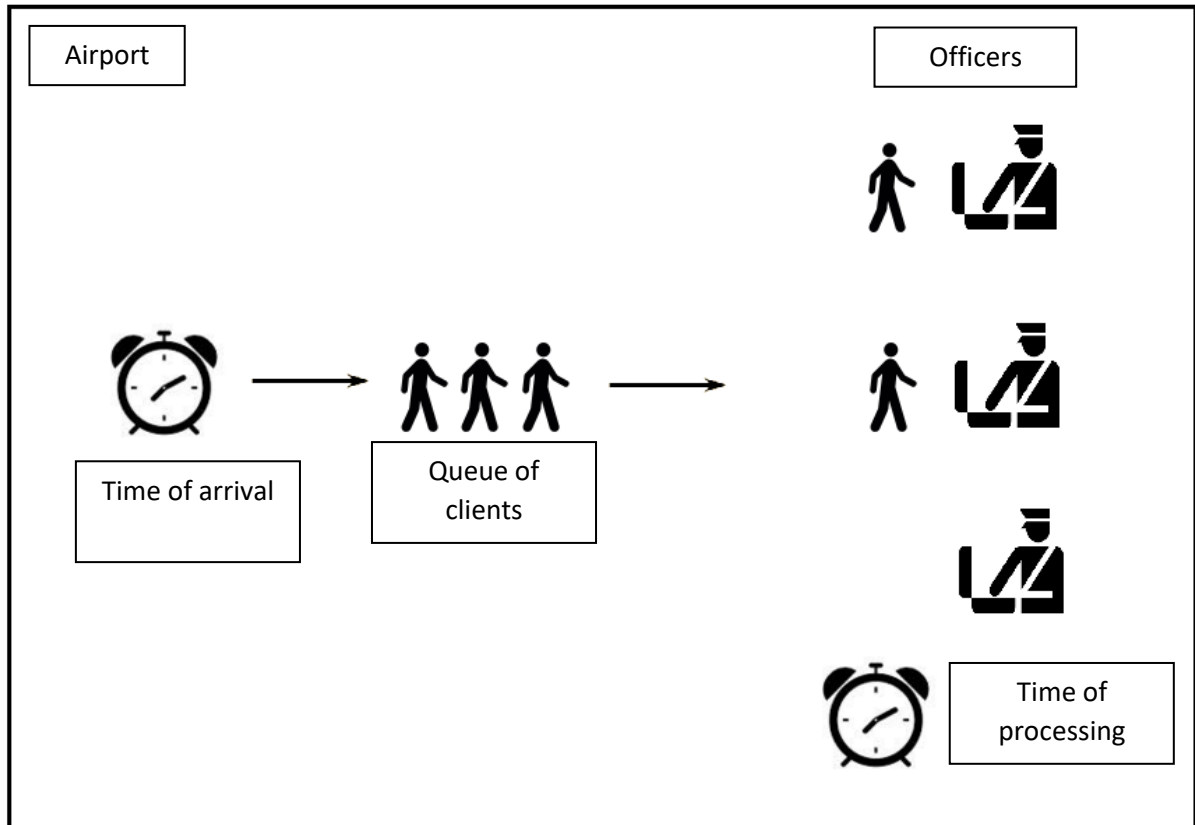 Airport
Officers
Time of arrival
Queue of
clients
Time of
processing